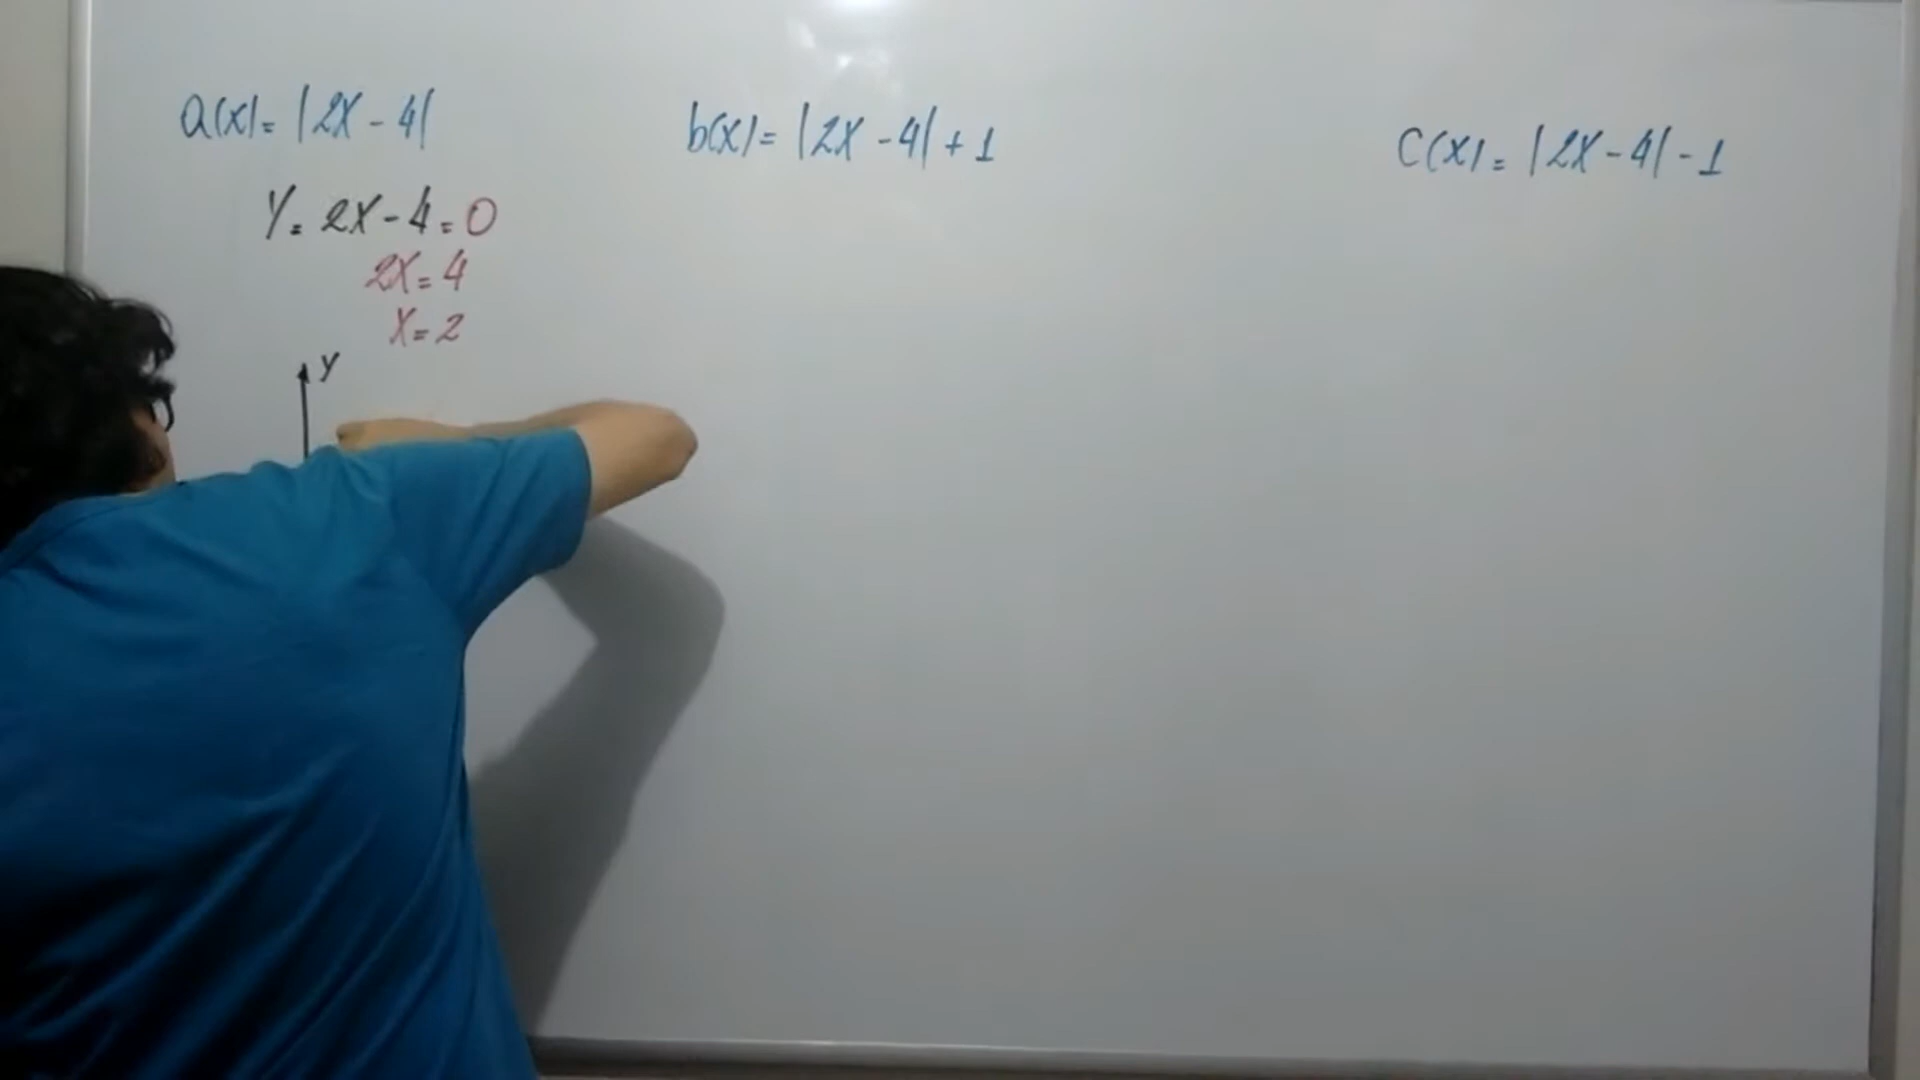 a(x)= |2x - 4|
Y= 2x - 4 = 0
2x = 4
x = 2
Y
b(x)= |2x - 4| + 1
C(x)= |2x - 4| - 1